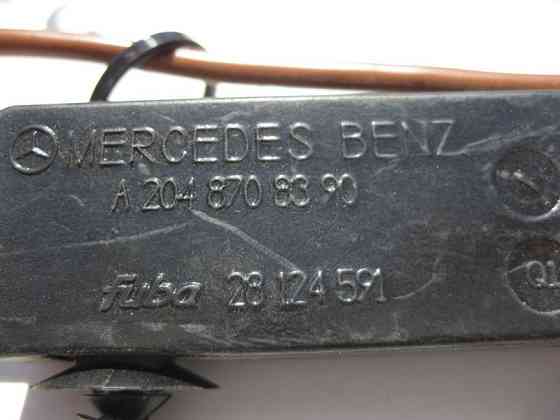 MERCEDES BENZ
A 204 870 83 90
fuba 28 124 591